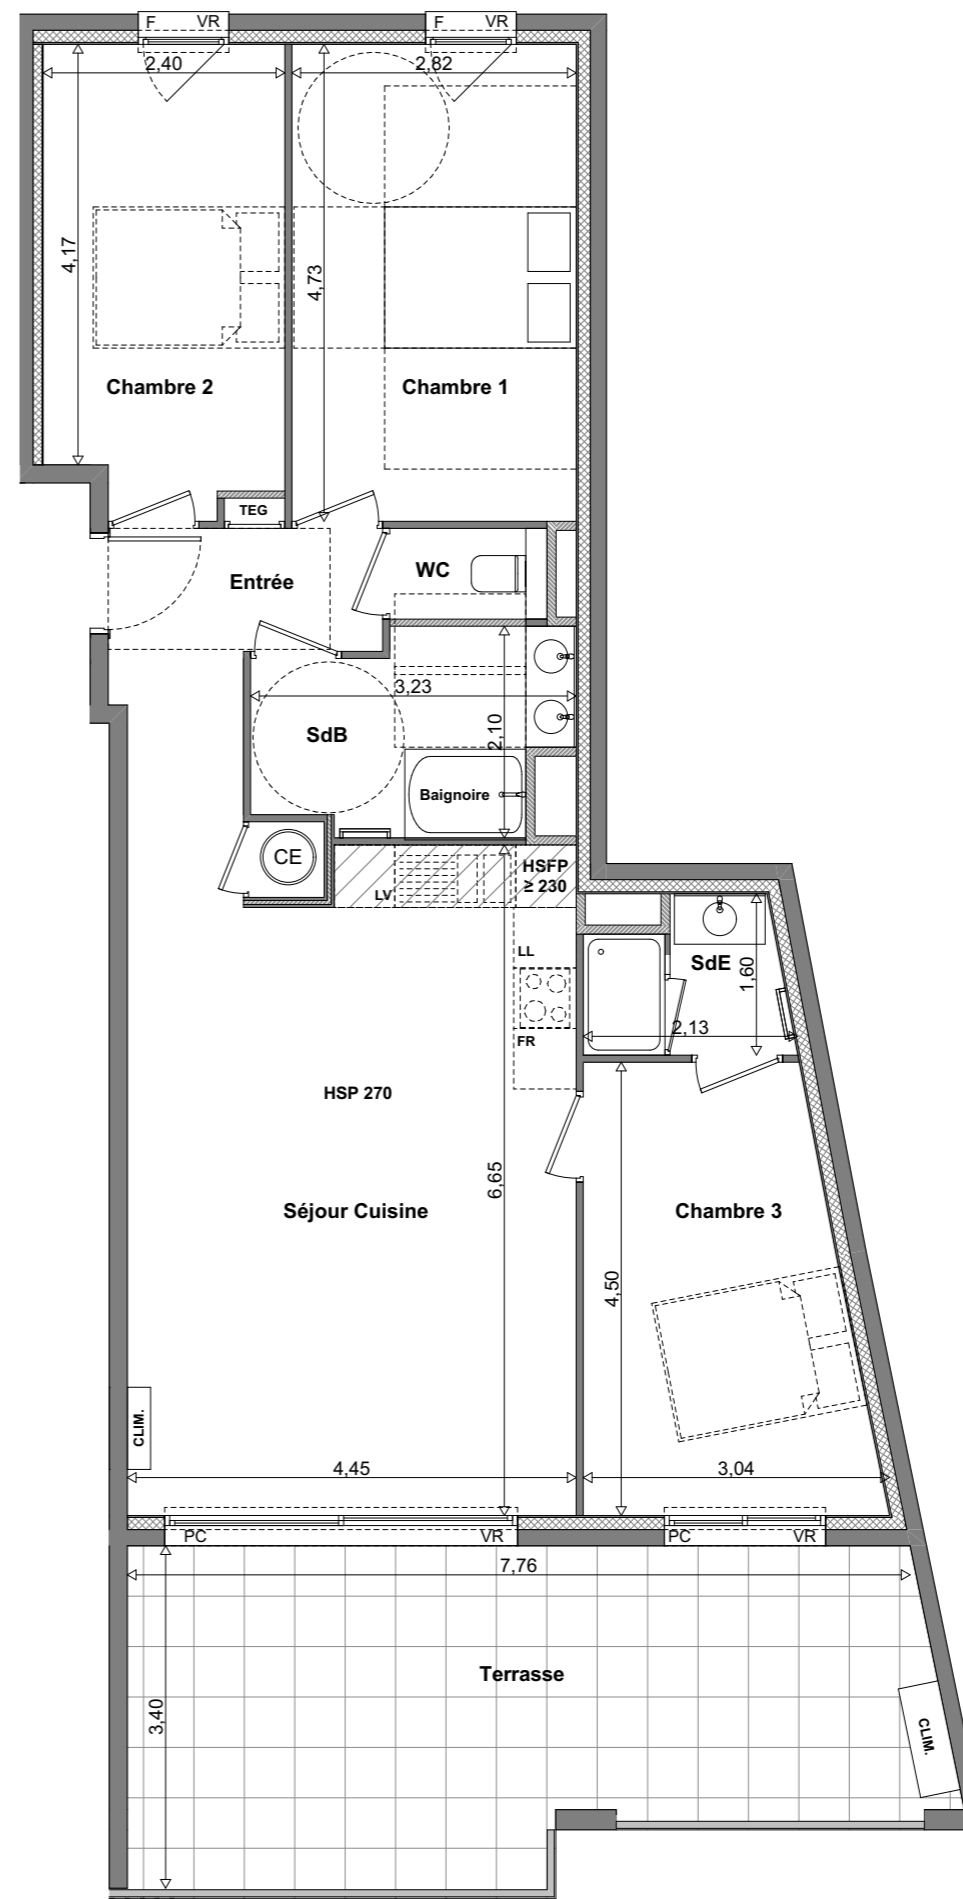 F VR
F VR
2,40
2,82
4,17
4,73
Chambre 2
Chambre 1
TEG
WC
Entrée
3,23
SdB
2,10
Baignoire
CE
HSFP
≥ 230
LV
LL
SdE
1,60
2,13
FR
HSP 270
6,65
Séjour Cuisine
Chambre 3
4,50
CLIM.
4,45
3,04
PC VR
PC VR
7,76
Terrasse
3,40
CLIM.